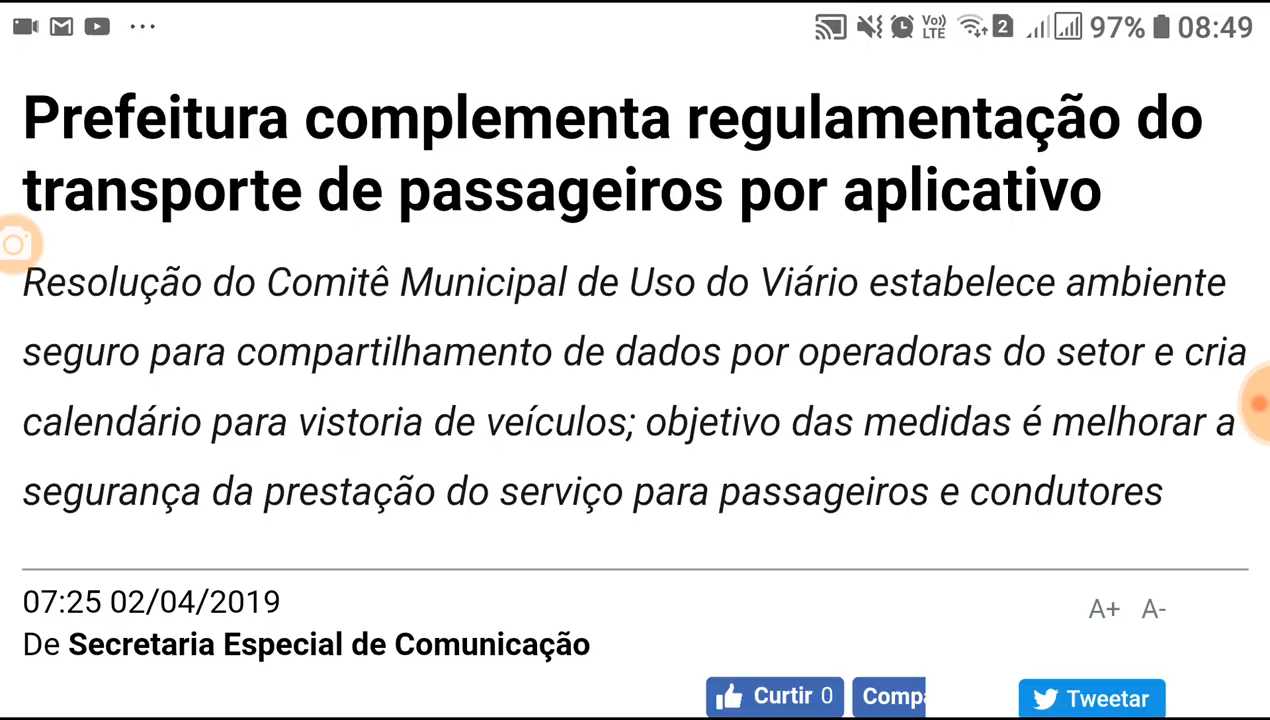 Vo)) LTE 2 97% 08:49
Prefeitura complementa regulamentação do
transporte de passageiros por aplicativo
Resolução do Comitê Municipal de Uso do Viário estabelece ambiente
seguro para compartilhamento de dados por operadoras do setor e cria
calendário para vistoria de veículos; objetivo das medidas é melhorar a
segurança da prestação do serviço para passageiros e condutores
07:25 02/04/2019
A+ A-
De Secretaria Especial de Comunicação
Curtir 0
Tweetar